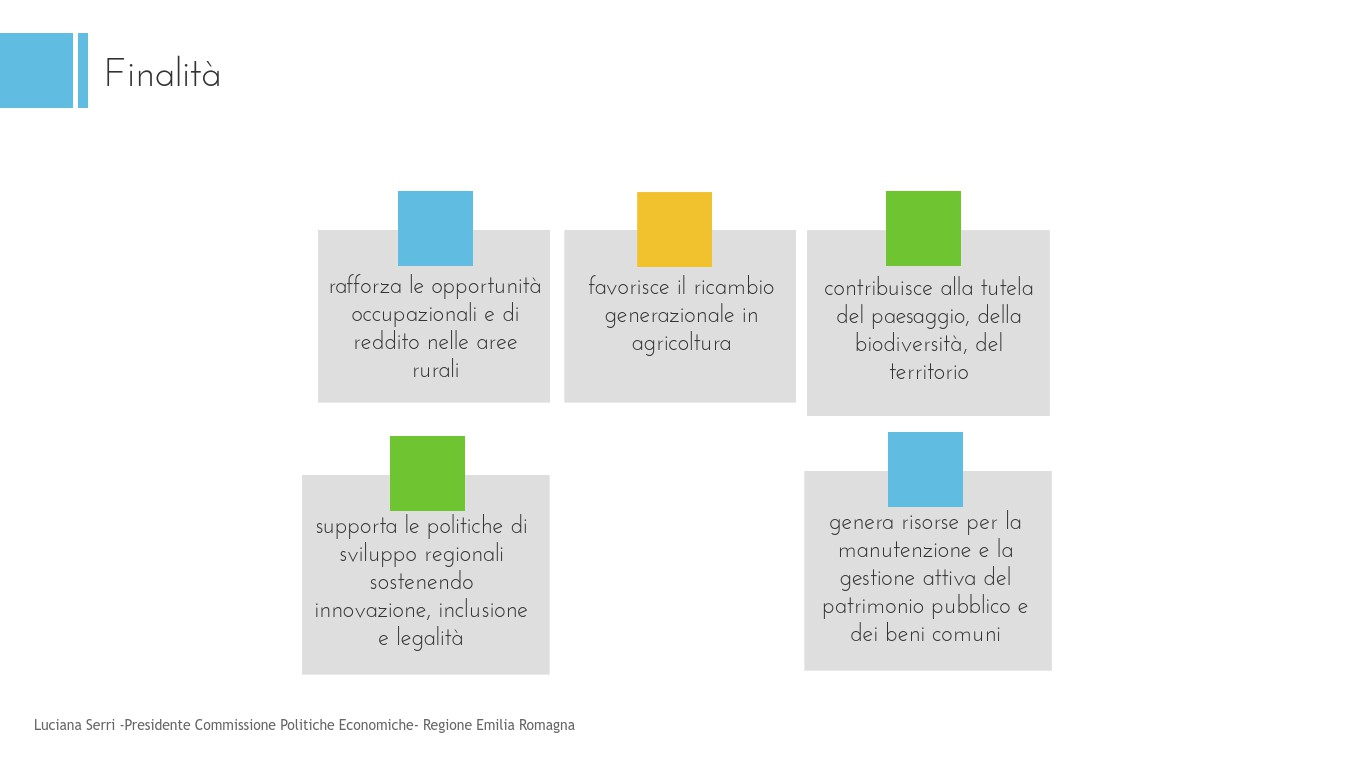 Finalità
rafforza le opportunità
occupazionali e di
reddito nelle aree
rurali
favorisce il ricambio
generazionale in
agricoltura
contribuisce alla tutela
del paesaggio, della
biodiversità, del
territorio
supporta le politiche di
sviluppo regionali
sostenendo
innovazione, inclusione
e legalità
genera risorse per la
manutenzione e la
gestione attiva del
patrimonio pubblico e
dei beni comuni
Luciana Serri -Presidente Commissione Politiche Economiche- Regione Emilia Romagna